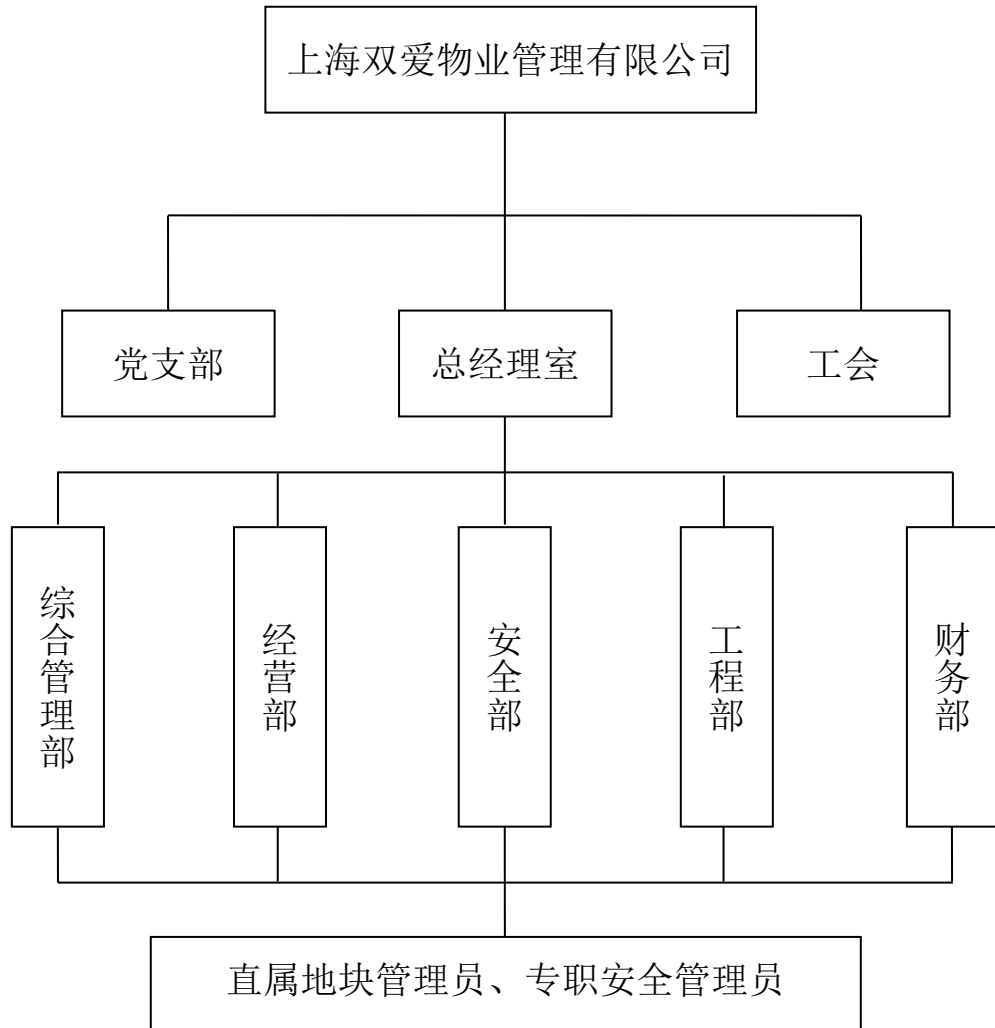 上海双爱物业管理有限公司
党支部
总经理室
工会
综合管理部
经营部
安全部
工程部
财务部
直属地块管理员、专职安全管理员